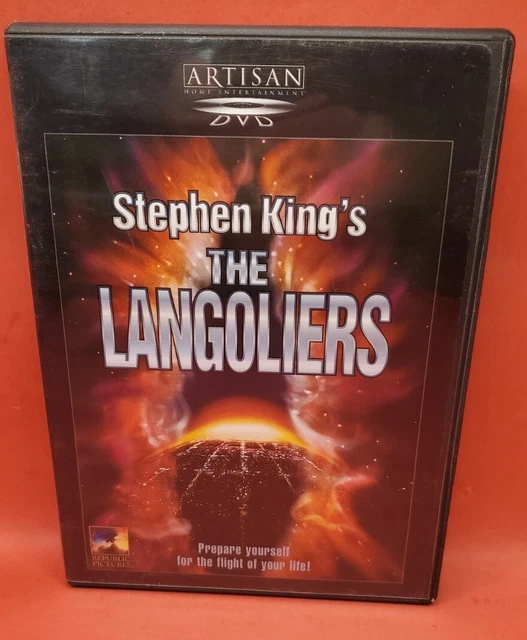 ARTISAN
HOME ENTERTAINMENT
DVD
Stephen King's
THE
LANGOLIERS
Prepare yourself
for the flight of your life!
REPUBLIC
PICTURES